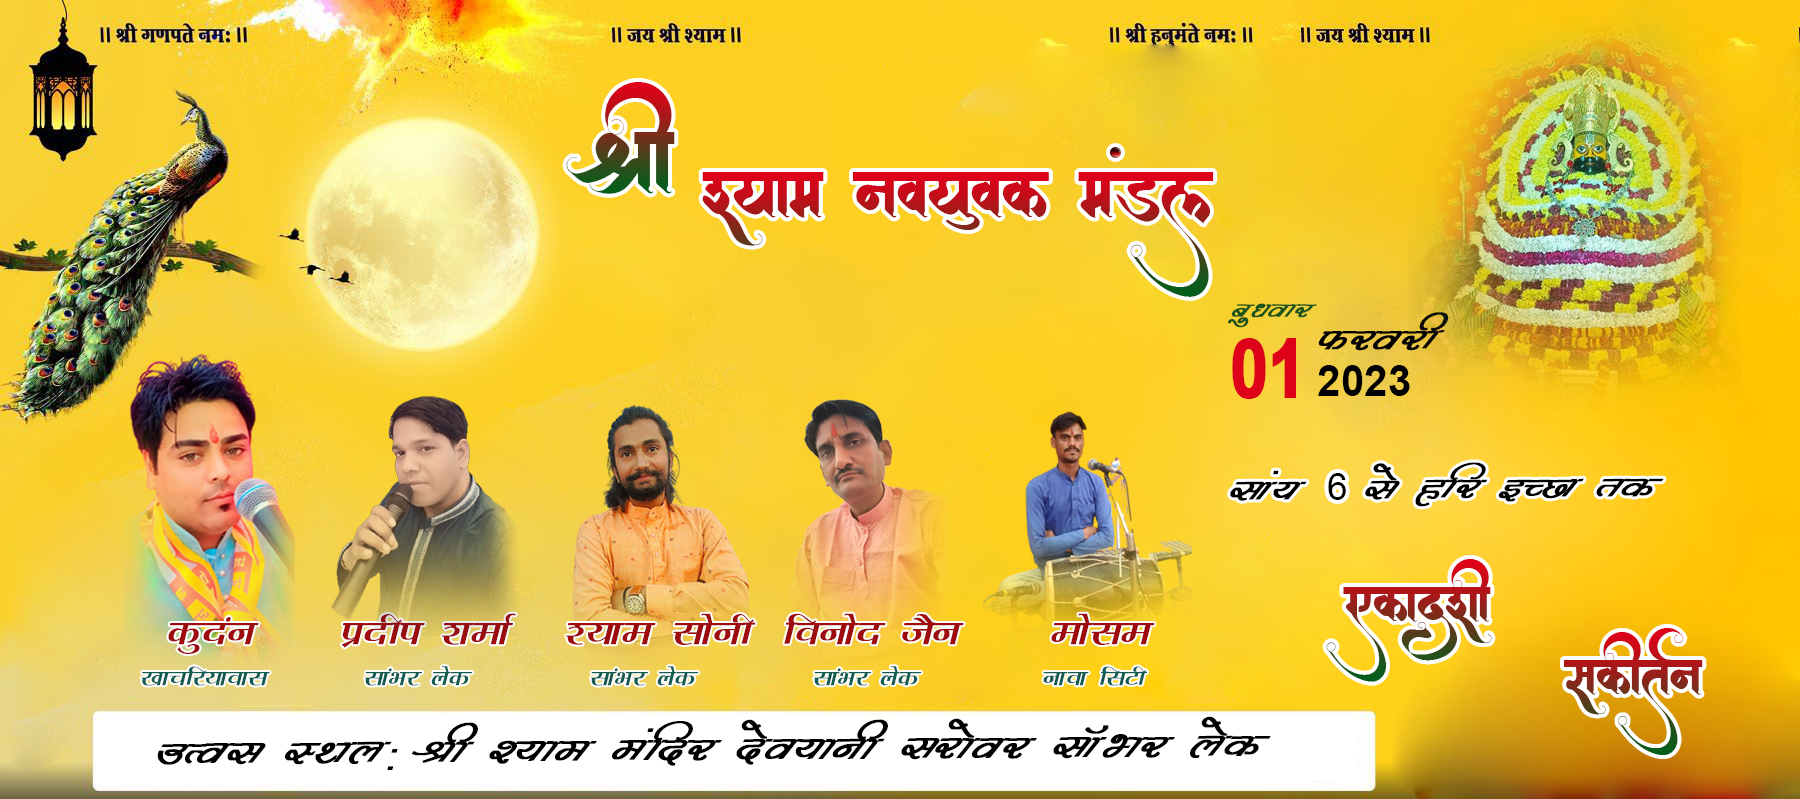 ॥ श्री गणपते नमः ॥
॥ जय श्री श्याम ॥
॥ श्री हनुमंते नमः ॥
॥ जय श्री श्याम ॥
श्री श्याम नवयुवक मंडल
बुधवार
01 फरवरी
2023
सांय 6 से हरि इच्छा तक
एकादशी
सकीर्तन
कुदंन
प्रदीप शर्मा
श्याम सोनी
विनोद जैन
मोसम
खाचरियावास
सांभर लेक
सांभर लेक
सांभर लेक
नावा सिटी
उत्वस स्थल: श्री श्याम मंदिर देवयानी सरोवर सॉभर लेक